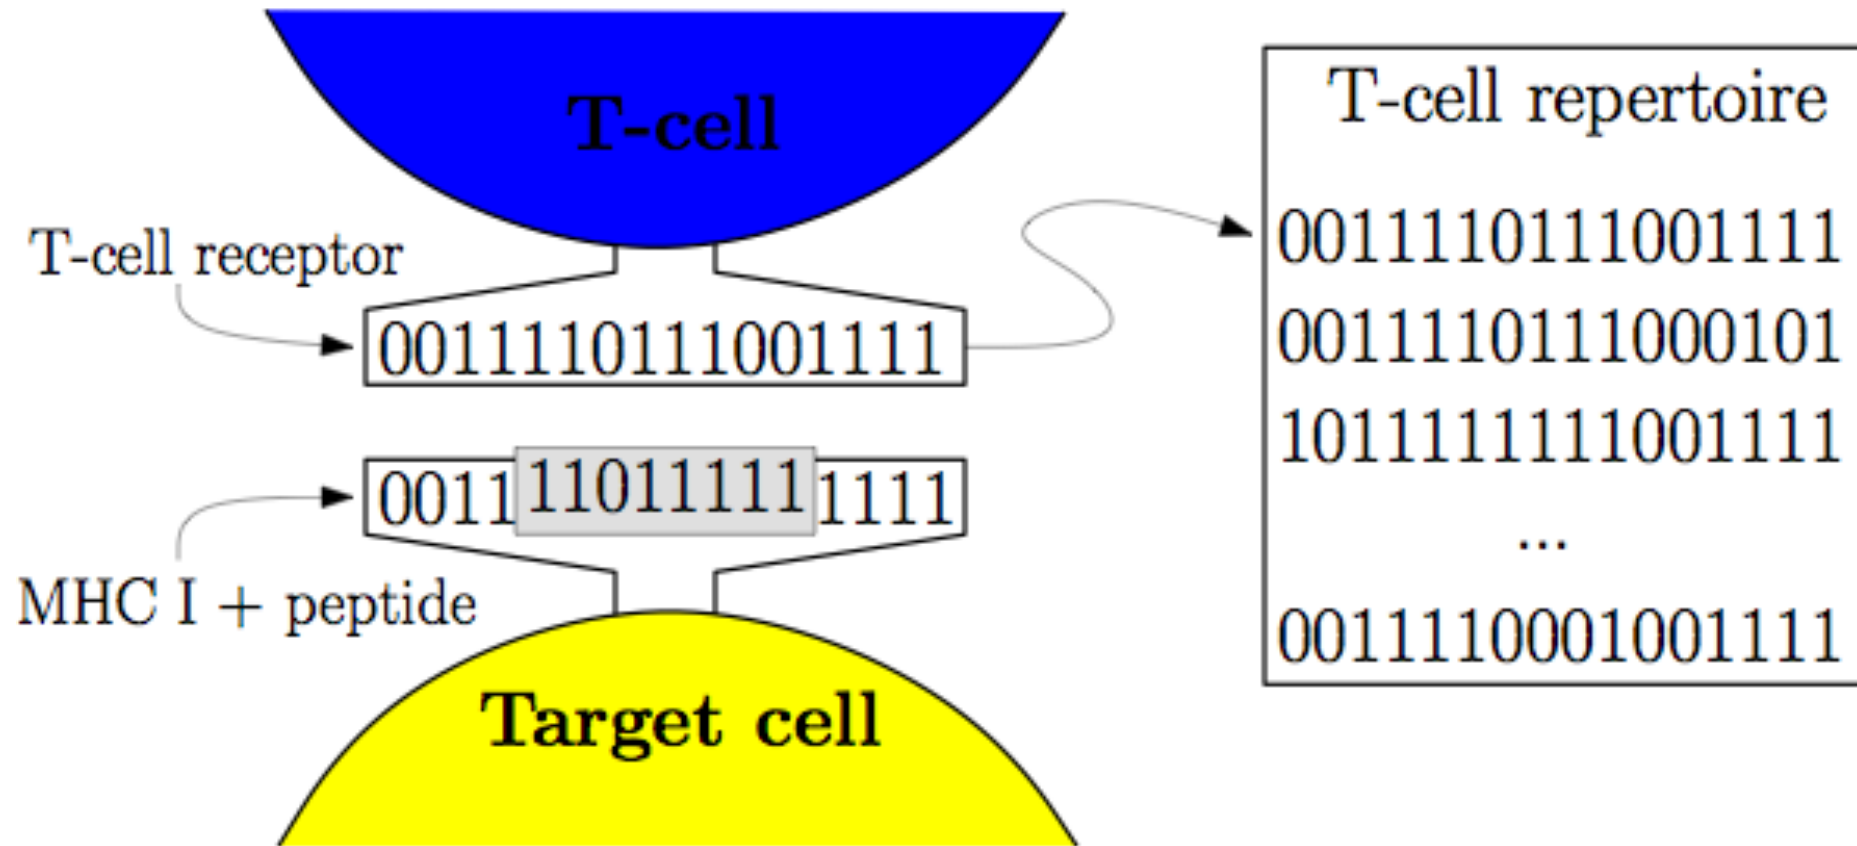 T-cell
T-cell receptor
0011110111001111
0011 11011111 1111
MHC I + peptide
Target cell
T-cell repertoire
0011110111001111
0011110111000101
1011111111001111
...
0011110001001111